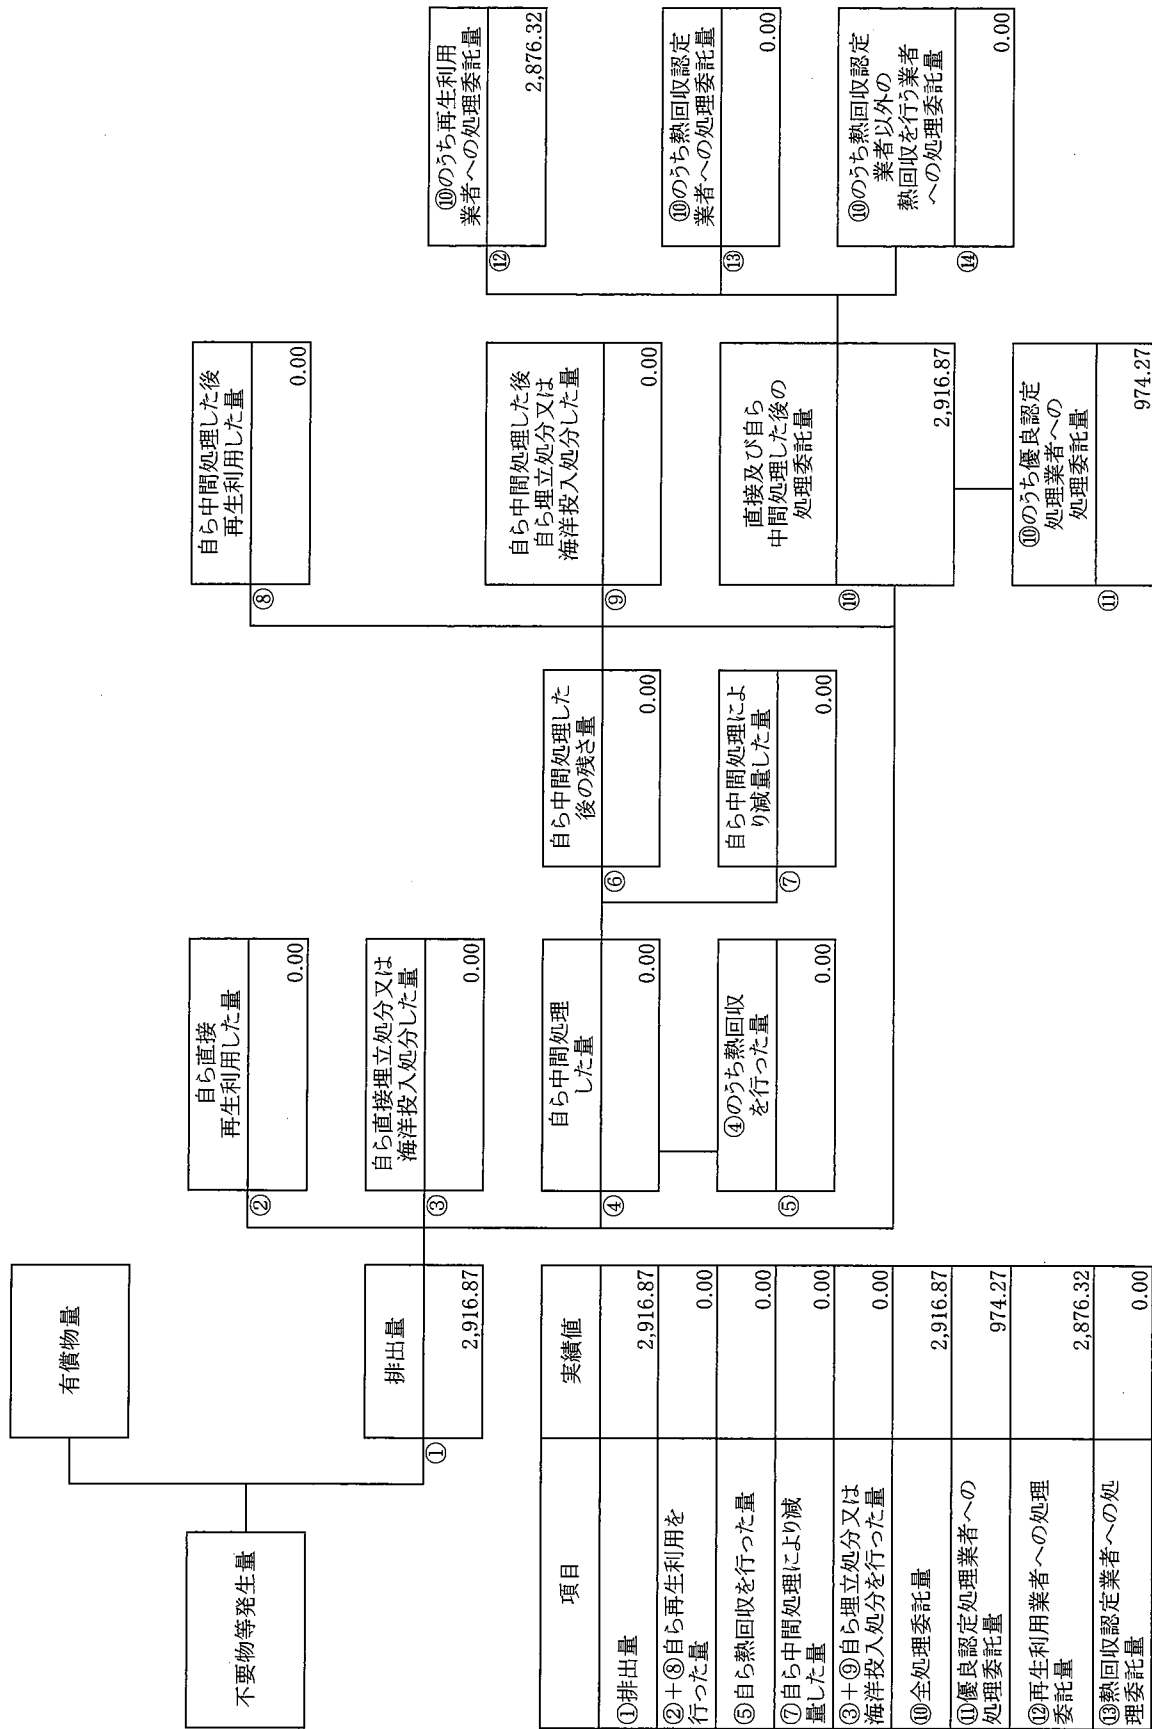 不要物等発生量
有償物量
①
排出量
2,916.87
②
自ら直接
再生利用した量
0.00
③
自ら直接埋立処分又は
海洋投入処分した量
0.00
④
自ら中間処理
した量
0.00
⑤
④のうち熱回収
を行った量
0.00
⑥
自ら中間処理した
後の残さ量
0.00
⑦
自ら中間処理によ
り減量した量
0.00
⑧
自ら中間処理した後
再生利用した量
0.00
⑨
自ら中間処理した後
自ら埋立処分又は
海洋投入処分した量
0.00
⑩
直接及び自ら
中間処理した後の
処理委託量
2,916.87
⑪
⑩のうち優良認定
処理業者への
処理委託量
974.27
⑫
⑩のうち再生利用
業者への処理委託量
2,876.32
⑬
⑩のうち熱回収認定
業者への処理委託量
0.00
⑭
⑩のうち熱回収認定
業者以外の
熱回収を行う業者
への処理委託量
0.00
項目 実績値
①排出量 2,916.87
②+⑧自ら再生利用を
行った量 0.00
⑤自ら熱回収を行った量 0.00
⑦自ら中間処理により減
量した量 0.00
③+⑨自ら埋立処分又は
海洋投入処分を行った量 0.00
⑩全処理委託量 2,916.87
⑪優良認定処理業者への
処理委託量 974.27
⑫再生利用業者への処理
委託量 2,876.32
⑬熱回収認定業者への処
理委託量 0.00